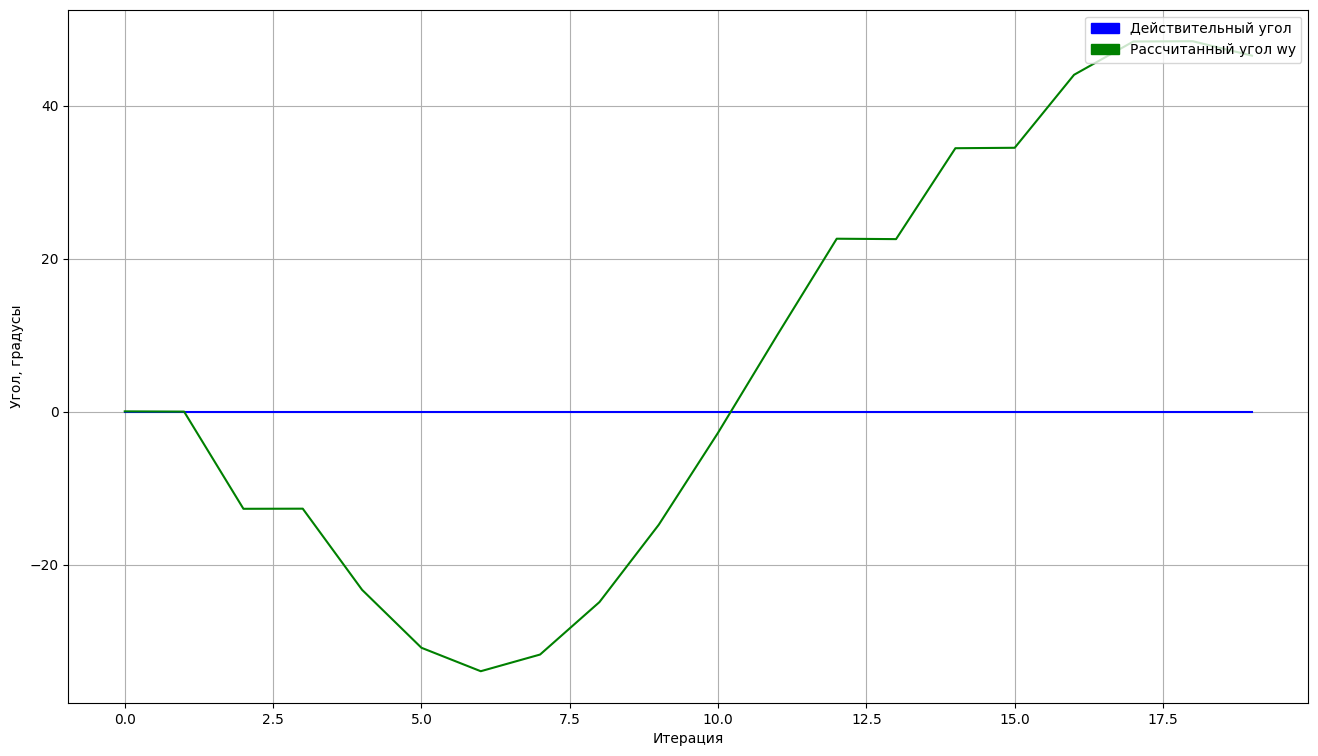 Действительный угол
Рассчитанный угол wy
40
20
0
−20
Угол, градусы
0.0 2.5 5.0 7.5 10.0 12.5 15.0 17.5
Итерация